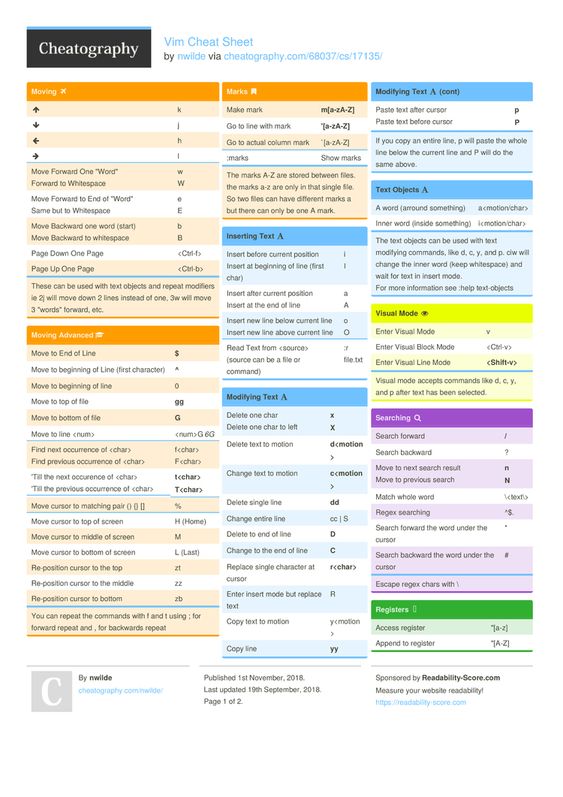 Cheatography
Vim Cheat Sheet
by nwilde via cheatography.com/68037/cs/17135/
Moving
↑ k
↓ j
← h
→ l
Move Forward One "Word" w
Forward to Whitespace W
Move Forward to End of "Word" e
Same but to Whitespace E
Move Backward one word (start) b
Move Backward to whitespace B
Page Down One Page <Ctrl-f>
Page Up One Page <Ctrl-b>
These can be used with text objects and repeat modifiers
ie 2j will move down 2 lines instead of one, 3w will move
3 "words" forward, etc.
Moving Advanced
Move to End of Line $
Move to beginning of Line (first character) ^
Move to beginning of line 0
Move to top of file gg
Move to bottom of file G
Move to line <num> <num>G 6G
Find next occurence of <char> f<char>
Find previous occurrence of <char> F<char>
'Till the next occurence of <char> t<char>
'Till the previous occurrence of <char> T<char>
Move cursor to matching pair () {} [] %
Move cursor to top of screen H (Home)
Move cursor to middle of screen M
Move cursor to bottom of screen L (Last)
Re-position cursor to the top zt
Re-position cursor to the middle zz
Re-position cursor to bottom zb
You can repeat the commands with f and t using ; for
forward repeat and , for backwards repeat
Marks
Make mark m[a-zA-Z]
Go to line with mark '[a-zA-Z]
Go to actual column mark `[a-zA-Z]
:marks Show marks
The marks A-Z are stored between files.
the marks a-z are only in that single file.
So two files can have different marks a
but there can only be one A mark.
Inserting Text
Insert before current position i
Insert at beginning of line (first I
char)
Insert after current position a
Insert at the end of line A
Insert new line below current line o
Insert new line above current line O
Read Text from <source> :r
(source can be a file or file.txt
command)
Modifying Text
Delete one char x
Delete one char to left X
Delete text to motion d<motion
>
Change text to motion c<motion
>
Delete single line dd
Change entire line cc | S
Delete to end of line D
Change to the end of line C
Replace single character at r<char>
cursor
Enter insert mode but replace R
text
Copy text to motion y<motion
>
Copy line yy
Modifying Text (cont)
Paste text after cursor p
Paste text before cursor P
If you copy an entire line, p will paste the whole
line below the current line and P will do the
same above.
Text Objects
A word (arround something) a<motion/char>
Inner word (inside something) i<motion/char>
The text objects can be used with text
modifying commands, like d, c, y, and p. ciw will
change the inner word (keep whitespace) and
wait for text in insert mode.
For more information see :help text-objects
Visual Mode
Enter Visual Mode v
Enter Visual Block Mode <Ctrl-v>
Enter Visual Line Mode <Shift-v>
Visual mode accepts commands like d, c, y,
and p after text has been selected.
Searching
Search forward /
Search backward ?
Move to next search result n
Move to previous search N
Match whole word \<text\>
Regex searching ^$.
Search forward the word under the *
cursor
Search backward the word under the #
cursor
Escape regex chars with \
Registers
Access register "[a-z]
Append to register "[A-Z]
C
By nwilde
cheatography.com/nwilde/
Published 1st November, 2018.
Last updated 19th September, 2018.
Page 1 of 2.
Sponsored by Readability-Score.com
Measure your website readability!
https://readability-score.com